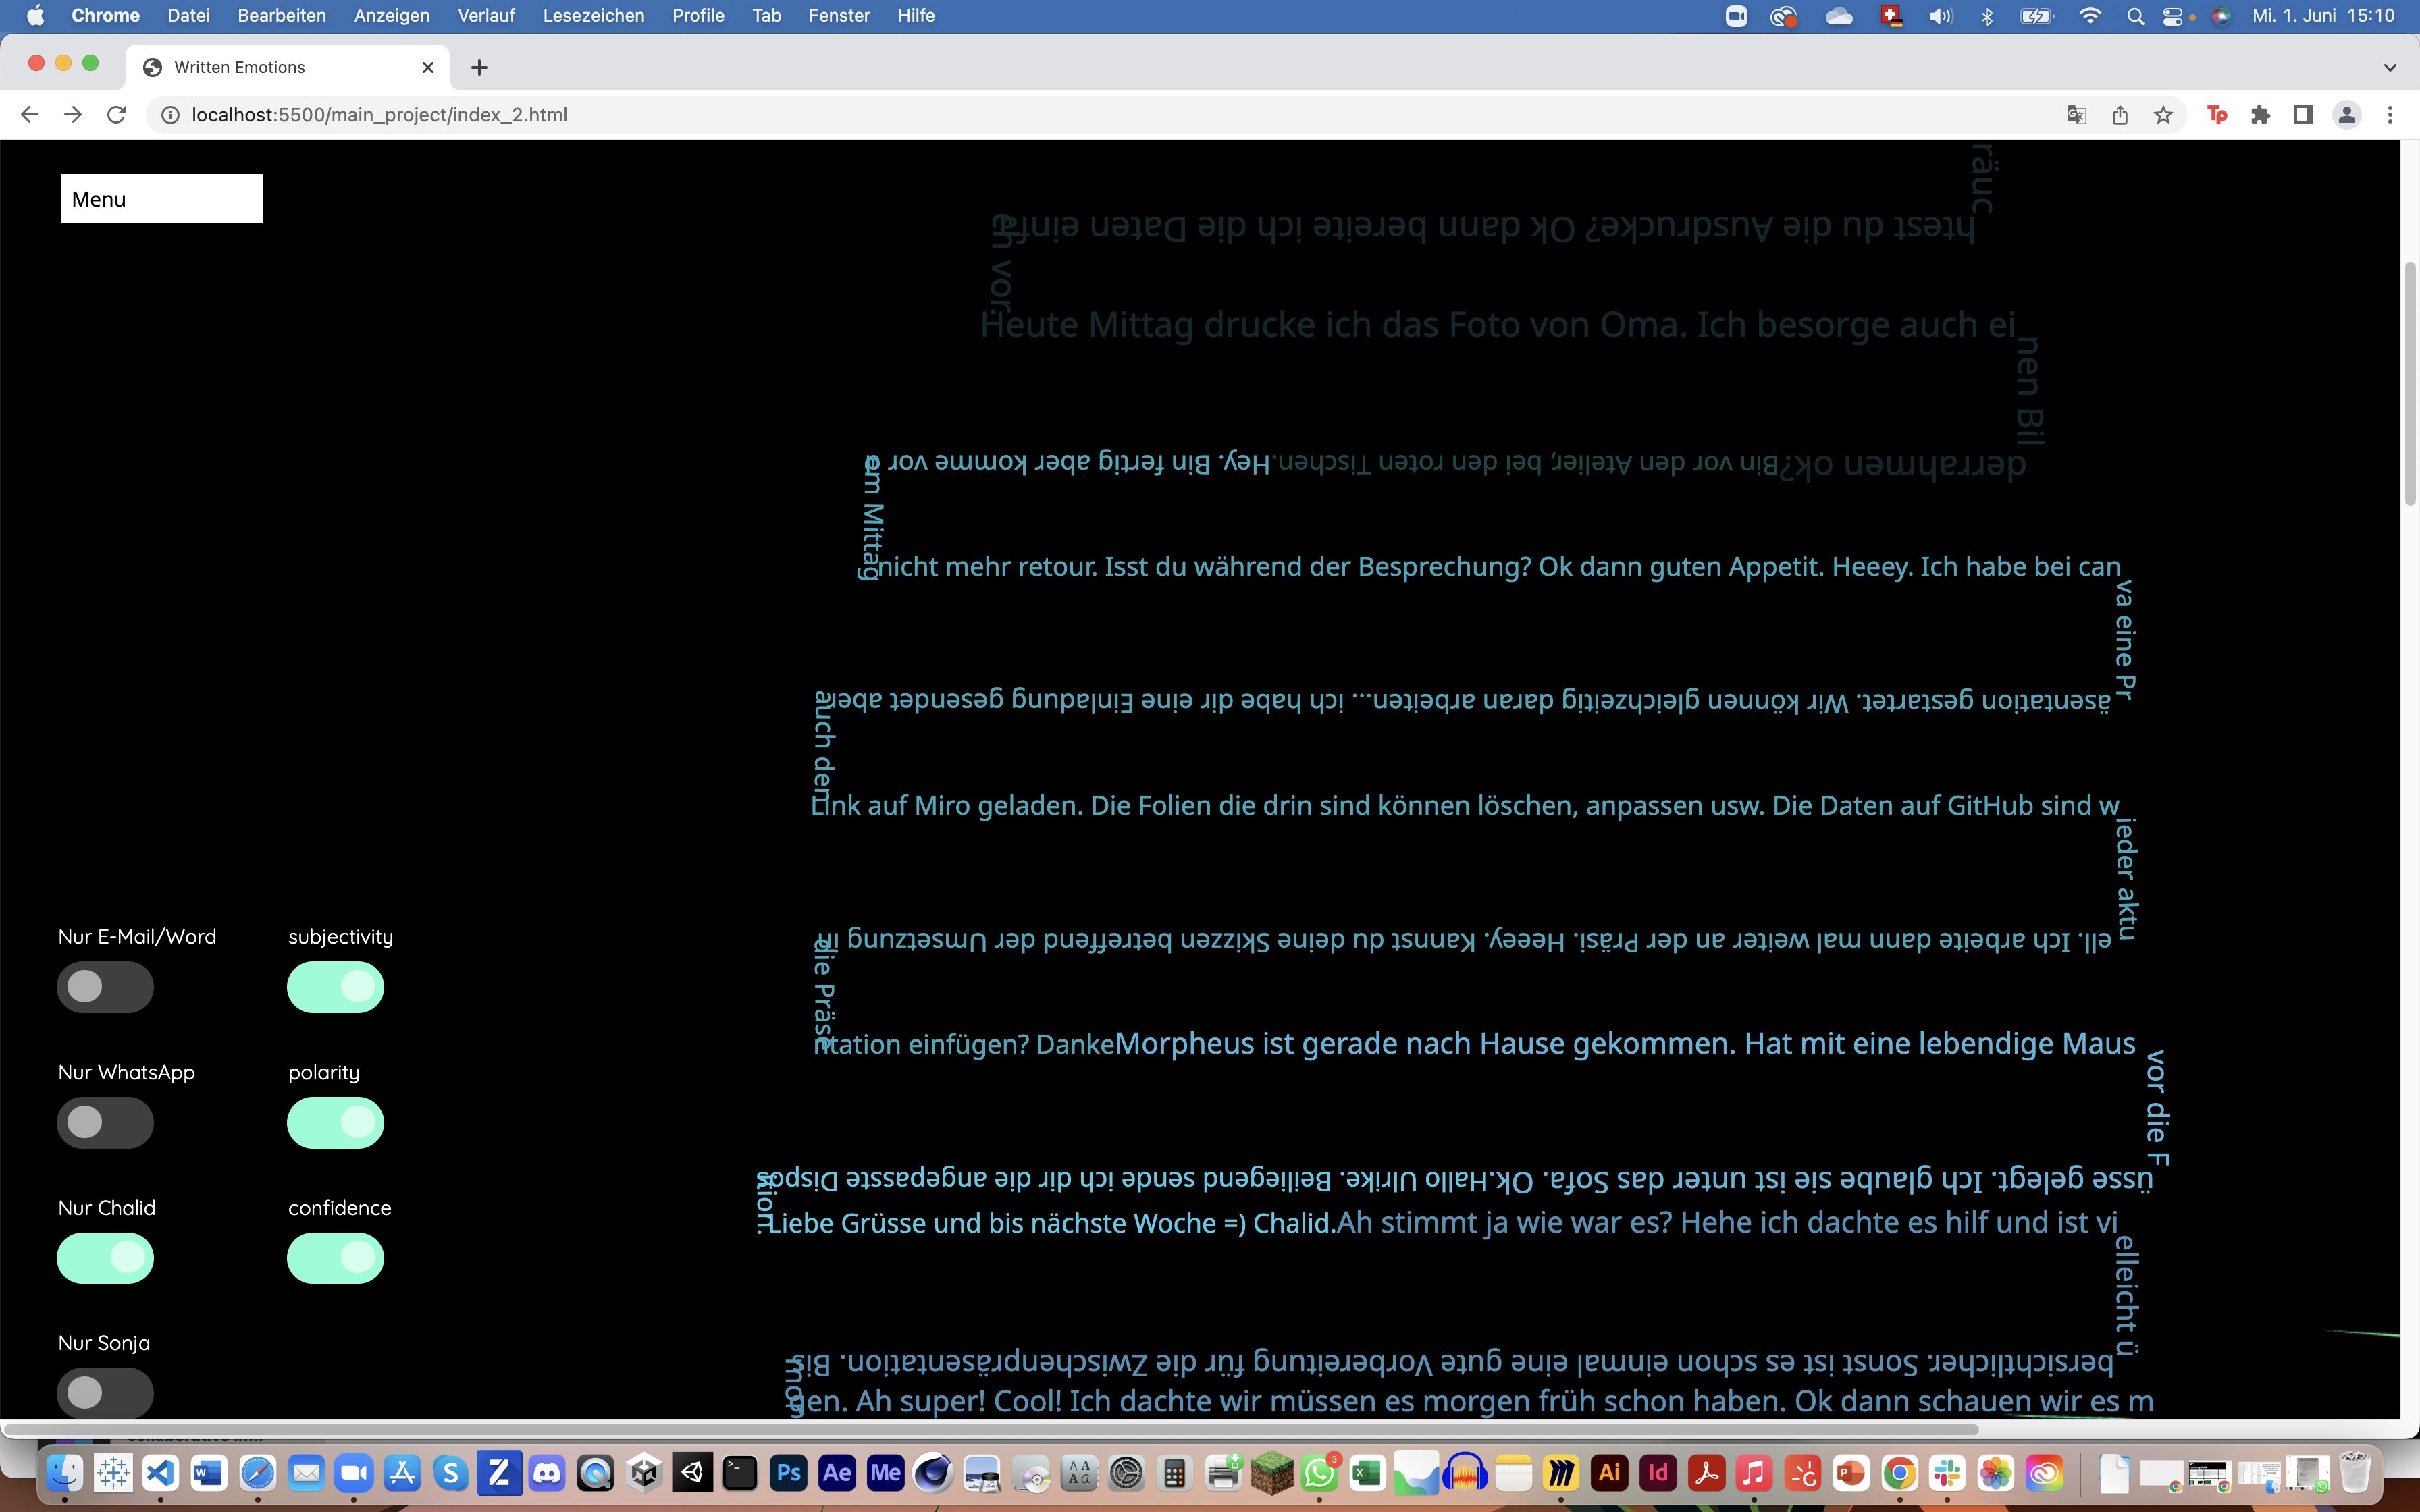 Chrome Datei Bearbeiten Anzeigen Verlauf Lesezeichen Profile Tab Fenster Hilfe Mi. 1. Juni 15:10
Written Emotions
localhost:5500/main_project/index_2.html
Menu
räuc
htest du die Ausdrucke? Ok dann bereite ich die Daten einfa
ch vor.
Heute Mittag drucke ich das Foto von Oma. Ich besorge auch ei
nen Bil
derrahmen ok?Bin vor den Atelier, bei den roten Tischen.Hey. Bin fertig aber komme vor d
em Mittag
nicht mehr retour. Isst du während der Besprechung? Ok dann guten Appetit. Heeey. Ich habe bei can
va eine Pr
äsentation gestartet. Wir können gleichzeitig daran arbeiten... ich habe dir eine Einladung gesendet aber
auch den
Link auf Miro geladen. Die Folien die drin sind können löschen, anpassen usw. Die Daten auf GitHub sind w
ieder aktu
ell. Ich arbeite dann mal weiter an der Präsi. Heeey. Kannst du deine Skizzen betreffend der Umsetzung in
die Präse
ntation einfügen? DankeMorpheus ist gerade nach Hause gekommen. Hat mit eine lebendige Maus
vor die F
üsse gelegt. Ich glaube sie ist unter das Sofa. Ok.Hallo Ulrike. Beiliegend sende ich dir die angepasste Dispos
ition.
Liebe Grüsse und bis nächste Woche =) Chalid.Ah stimmt ja wie war es? Hehe ich dachte es hilf und ist vi
elleicht ü
bersichtlicher. Sonst ist es schon einmal eine gute Vorbereitung für die Zwischenpräsentation. Bis
mor
gen. Ah super! Cool! Ich dachte wir müssen es morgen früh schon haben. Ok dann schauen wir es m
Nur E-Mail/Word subjectivity
Nur WhatsApp polarity
Nur Chalid confidence
Nur Sonja